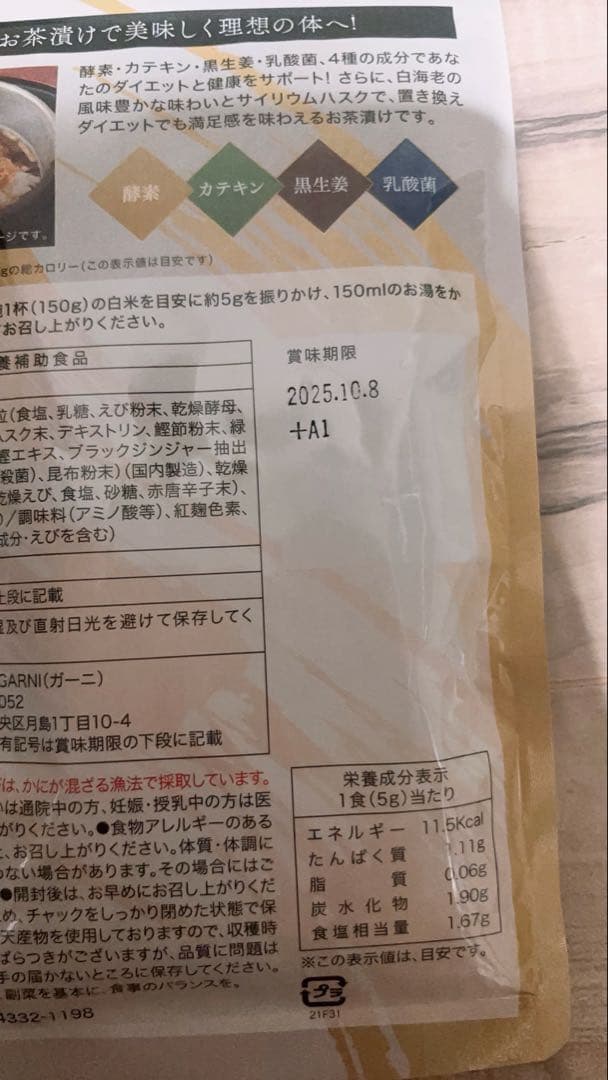 お茶漬けで美味しく理想の体へ!
酵素・カテキン・黒生姜・乳酸菌、4種の成分であな
たのダイエットと健康をサポート! さらに、白海老の
風味豊かな味わいとサイリウムハスクで、置き換え
ダイエットでも満足感を味わえるお茶漬けです。
酵素 カテキン 黒生姜 乳酸菌
ージです。
gの総カロリー(この表示値は目安です)
1杯(150g)の白米を目安に約5gを振りかけ、150mlのお湯をか
お召し上がりください。
養補助食品
賞味期限
2025.10.8
+A1
粒(食塩、乳糖、えび粉末、乾燥酵母、
ハスク末、デキストリン、鰹節粉末、緑
鰹エキス、ブラックジンジャー抽出
殺菌)、昆布粉末)(国内製造)、乾燥
乾燥えび、食塩、砂糖、赤唐辛子末)、
)/調味料(アミノ酸等)、紅麹色素、
成分・えびを含む)
上段に記載
湿及び直射日光を避けて保存してく
GARNI(ガーニ)
052
央区月島1丁目10-4
有記号は賞味期限の下段に記載
は、かにが混ざる漁法で採取しています。
いは通院中の方、妊娠・授乳中の方は医
がりください。●食物アレルギーのある
、お召し上がりください。体質・体調に
わない場合があります。その場合にはご
●開封後は、お早めにお召し上がりくだ
め、チャックをしっかり閉めた状態で保
天産物を使用しておりますので、収穫時
ばらつきがございますが、品質に問題は
手の届かないところに保存してください。
副菜を基本に、食事のバランスを。
4332-1198
栄養成分表示
1食(5g)当たり
エネルギー 11.5Kcal
たんぱく質 1.11g
脂質 0.06g
炭水化物 1.90g
食塩相当量 1.67g
※この表示値は、目安です。
プラ
21F31